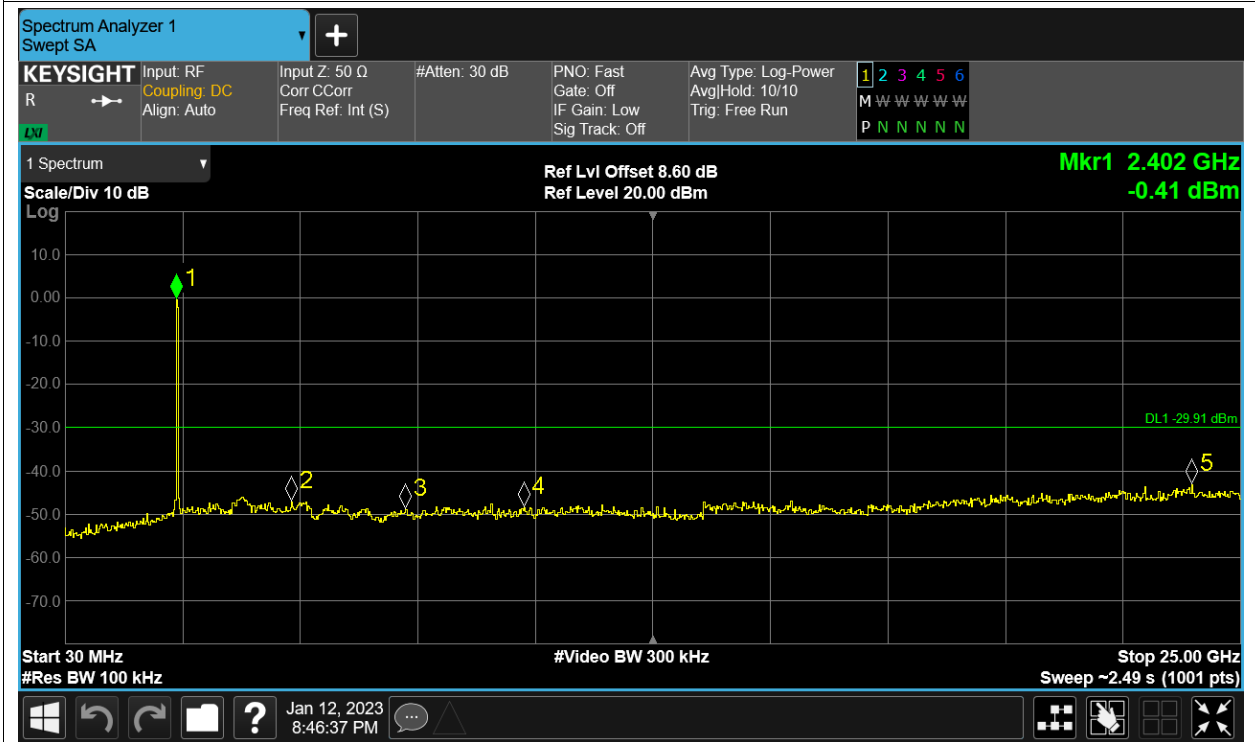 Spectrum Analyzer 1
Swept SA
KEYSIGHT
R
LXI
Input: RF
Coupling: DC
Align: Auto
Input Z: 50 Ω
Corr CCorr
Freq Ref: Int (S)
#Atten: 30 dB
PNO: Fast
Gate: Off
IF Gain: Low
Sig Track: Off
Avg Type: Log-Power
Avg|Hold: 10/10
Trig: Free Run
1 2 3 4 5 6
M W W W W W
P N N N N N
1 Spectrum
Scale/Div 10 dB
Ref Lvl Offset 8.60 dB
Ref Level 20.00 dBm
Mkr1 2.402 GHz
-0.41 dBm
Log
10.0
0.00
-10.0
-20.0
-30.0
-40.0
-50.0
-60.0
-70.0
1
DL1 -29.91 dBm
2
3
4
5
Start 30 MHz
#Res BW 100 kHz
#Video BW 300 kHz
Stop 25.00 GHz
Sweep ~2.49 s (1001 pts)
?
Jan 12, 2023
8:46:37 PM